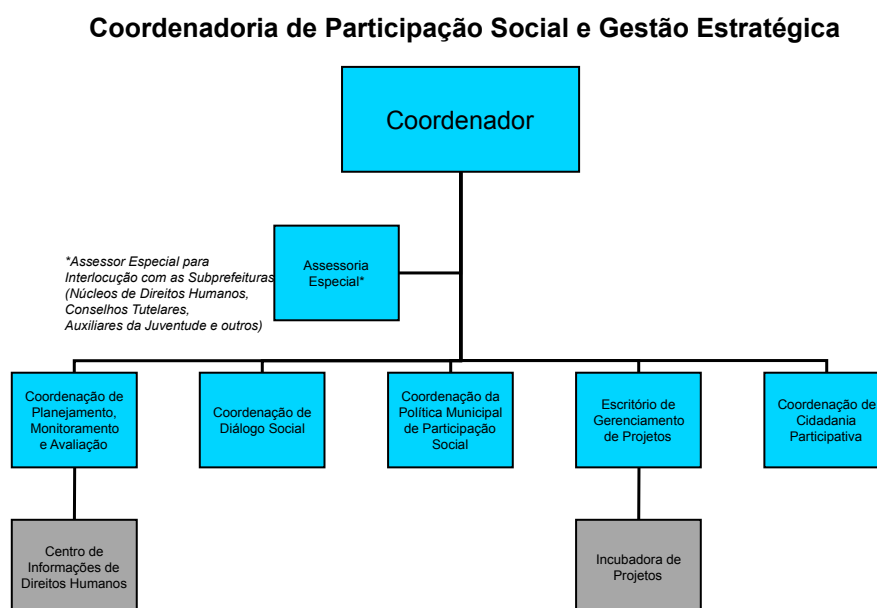 Coordenadoria de Participação Social e Gestão Estratégica
Coordenador
*Assessor Especial para
Interlocução com as Subprefeituras
(Núcleos de Direitos Humanos,
Conselhos Tutelares,
Auxiliares da Juventude e outros)
Assessoria
Especial*
Coordenação de
Planejamento,
Monitoramento
e Avaliação
Coordenação de
Diálogo Social
Coordenação da
Política Municipal
de Participação
Social
Escritório de
Gerenciamento
de Projetos
Coordenação de
Cidadania
Participativa
Centro de
Informações de
Direitos Humanos
Incubadora de
Projetos